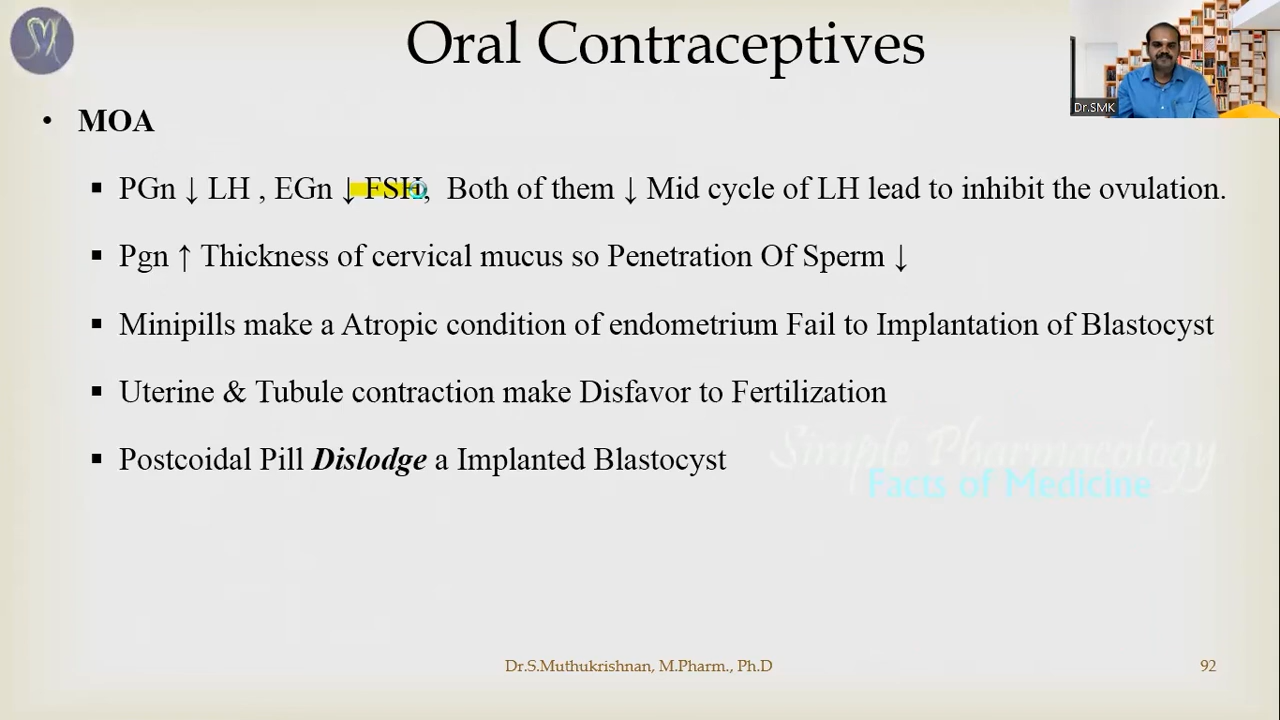 Oral Contraceptives
Dr.SMK
• MOA
▪ PGn ↓ LH , EGn ↓ FSH, Both of them ↓ Mid cycle of LH lead to inhibit the ovulation.
▪ Pgn ↑ Thickness of cervical mucus so Penetration Of Sperm ↓
▪ Minipills make a Atropic condition of endometrium Fail to Implantation of Blastocyst
▪ Uterine & Tubule contraction make Disfavor to Fertilization
▪ Postcoidal Pill Dislodge a Implanted Blastocyst
Simple Pharmacology
Facts of Medicine
Dr.S.Muthukrishnan, M.Pharm., Ph.D
92